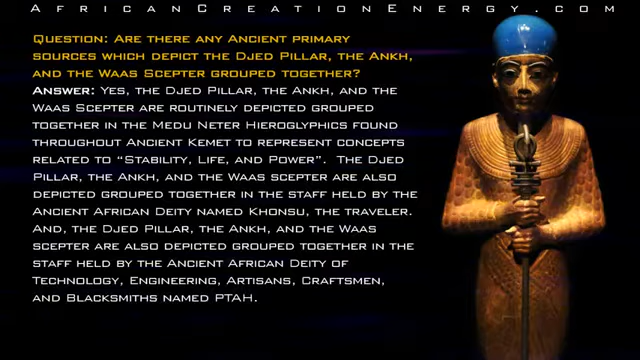 AfricanCreationEnergy.com
Question: Are there any Ancient primary
sources which depict the Djed Pillar, the Ankh,
and the Waas Scepter grouped together?
Answer: Yes, the Djed Pillar, the Ankh, and the
Waas Scepter are routinely depicted grouped
together in the Medu Neter Hieroglyphics found
throughout Ancient Kemet to represent concepts
related to “Stability, Life, and Power”. The Djed
Pillar, the Ankh, and the Waas scepter are also
depicted grouped together in the staff held by the
Ancient African Deity named Khonsu, the traveler.
And, the Djed Pillar, the Ankh, and the Waas
scepter are also depicted grouped together in the
staff held by the Ancient African Deity of
Technology, Engineering, Artisans, Craftsmen,
and Blacksmiths named PTAH.